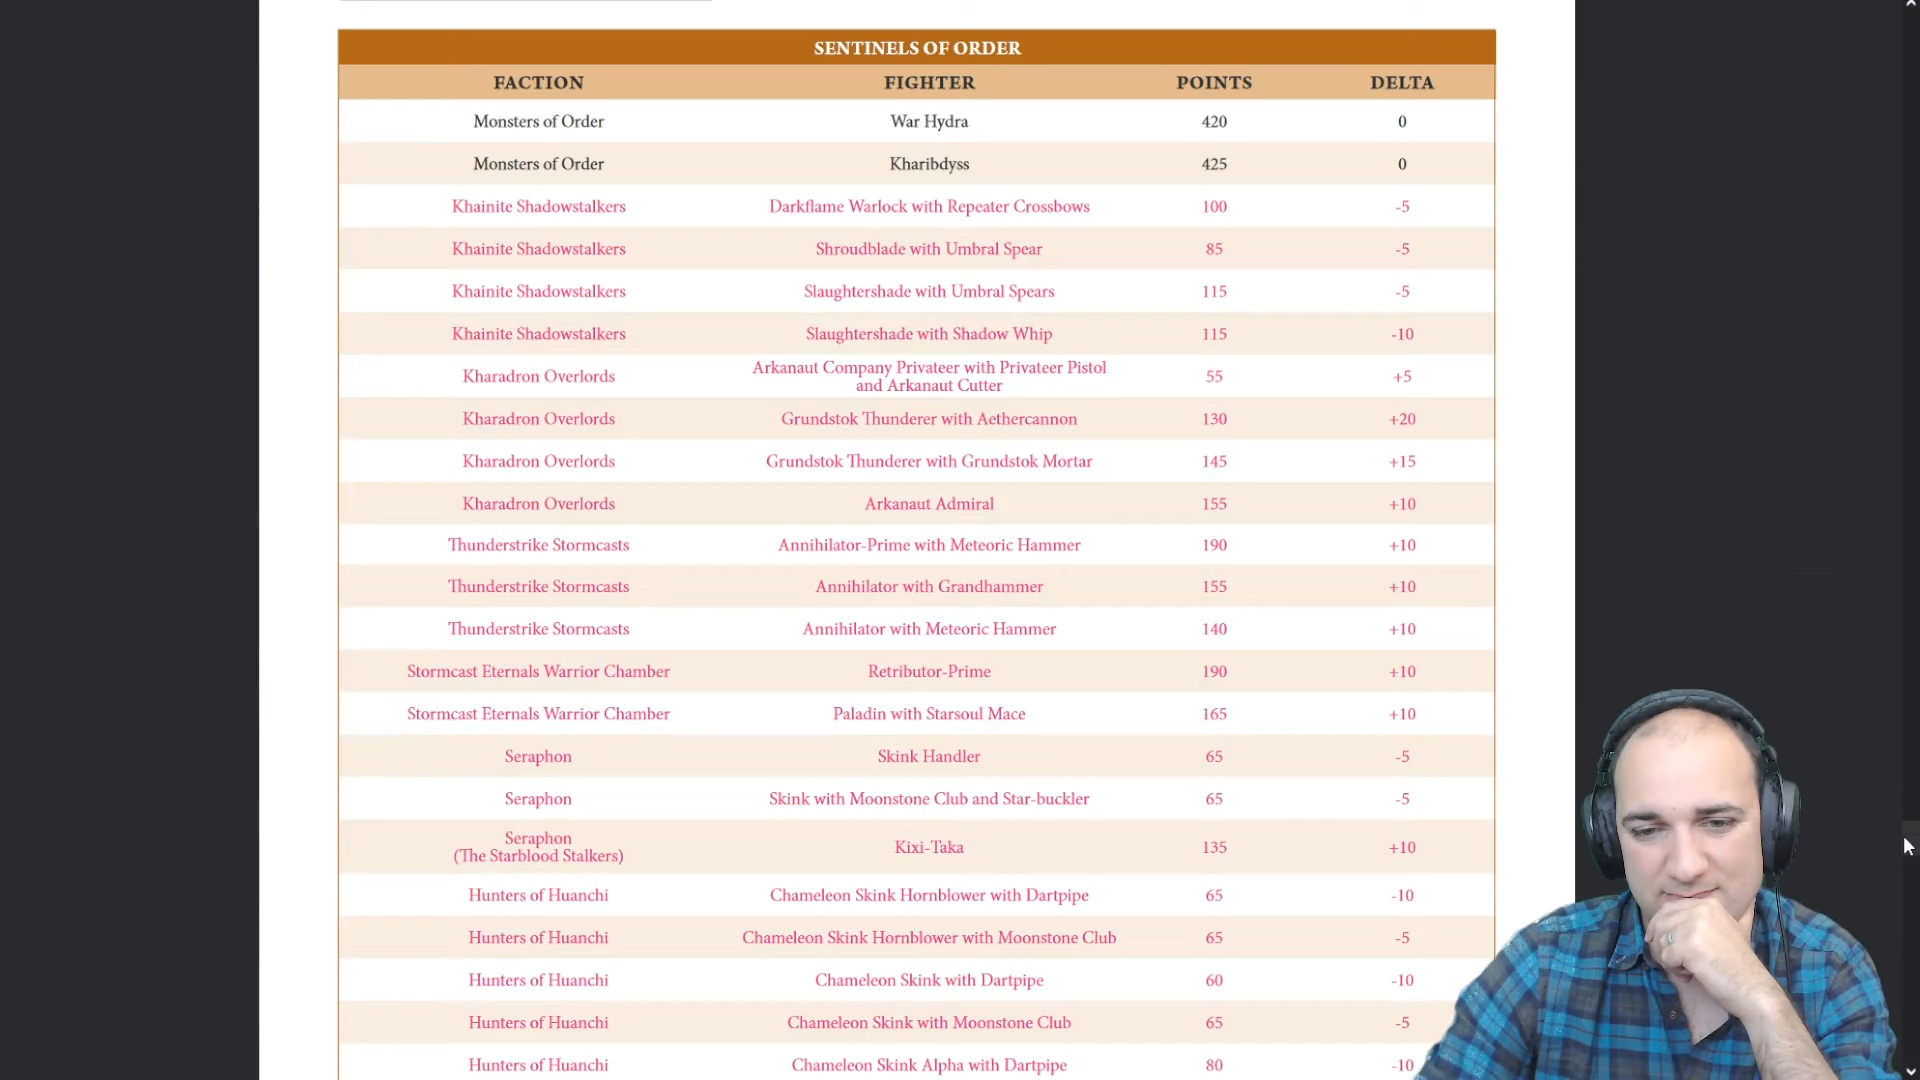 SENTINELS OF ORDER
FACTION FIGHTER POINTS DELTA
Monsters of Order War Hydra 420 0
Monsters of Order Kharibdyss 425 0
Khainite Shadowstalkers Darkflame Warlock with Repeater Crossbows 100 -5
Khainite Shadowstalkers Shroudblade with Umbral Spear 85 -5
Khainite Shadowstalkers Slaughtershade with Umbral Spears 115 -5
Khainite Shadowstalkers Slaughtershade with Shadow Whip 115 -10
Kharadron Overlords Arkanaut Company Privateer with Privateer Pistol
and Arkanaut Cutter 55 +5
Kharadron Overlords Grundstok Thunderer with Aethercannon 130 +20
Kharadron Overlords Grundstok Thunderer with Grundstok Mortar 145 +15
Kharadron Overlords Arkanaut Admiral 155 +10
Thunderstrike Stormcasts Annihilator-Prime with Meteoric Hammer 190 +10
Thunderstrike Stormcasts Annihilator with Grandhammer 155 +10
Thunderstrike Stormcasts Annihilator with Meteoric Hammer 140 +10
Stormcast Eternals Warrior Chamber Retributor-Prime 190 +10
Stormcast Eternals Warrior Chamber Paladin with Starsoul Mace 165 +10
Seraphon Skink Handler 65 -5
Seraphon Skink with Moonstone Club and Star-buckler 65 -5
Seraphon
(The Starblood Stalkers) Kixi-Taka 135 +10
Hunters of Huanchi Chameleon Skink Hornblower with Dartpipe 65 -10
Hunters of Huanchi Chameleon Skink Hornblower with Moonstone Club 65 -5
Hunters of Huanchi Chameleon Skink with Dartpipe 60 -10
Hunters of Huanchi Chameleon Skink with Moonstone Club 65 -5
Hunters of Huanchi Chameleon Skink Alpha with Dartpipe 80 -10